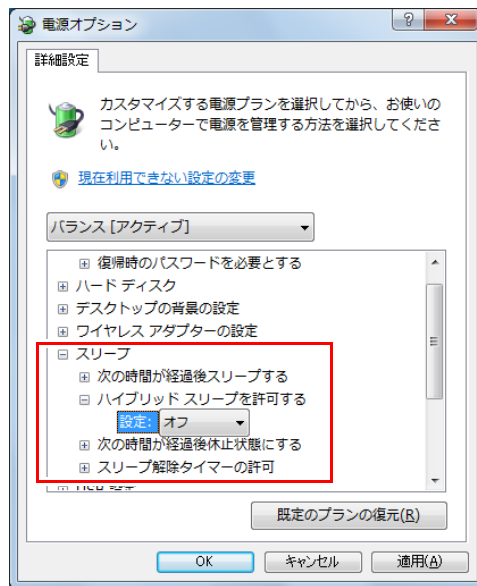 電源オプション
詳細設定
カスタマイズする電源プランを選択してから、お使いの
コンピューターで電源を管理する方法を選択してくださ
い。
現在利用できない設定の変更
バランス [アクティブ]
復帰時のパスワードを必要とする
ハード ディスク
デスクトップの背景の設定
ワイヤレス アダプターの設定
スリープ
次の時間が経過後スリープする
ハイブリッド スリープを許可する
設定: オフ
次の時間が経過後休止状態にする
スリープ解除タイマーの許可
既定のプランの復元(R)
OK キャンセル 適用(A)